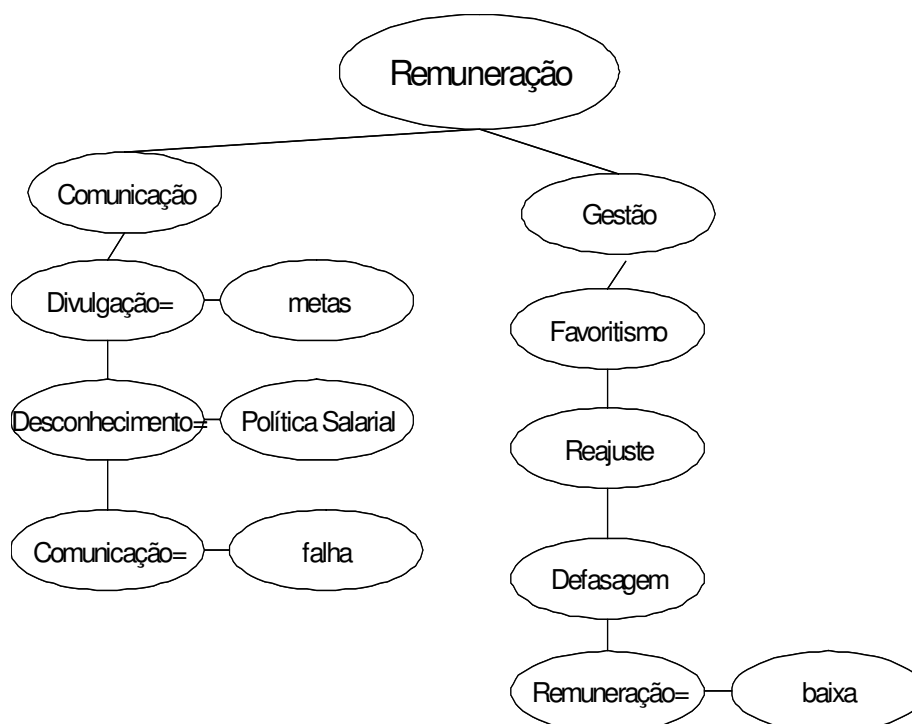 Remuneração
Comunicação
Gestão
Divulgação= metas
Favoritismo
Desconhecimento= Política Salarial
Reajuste
Comunicação= falha
Defasagem
Remuneração= baixa